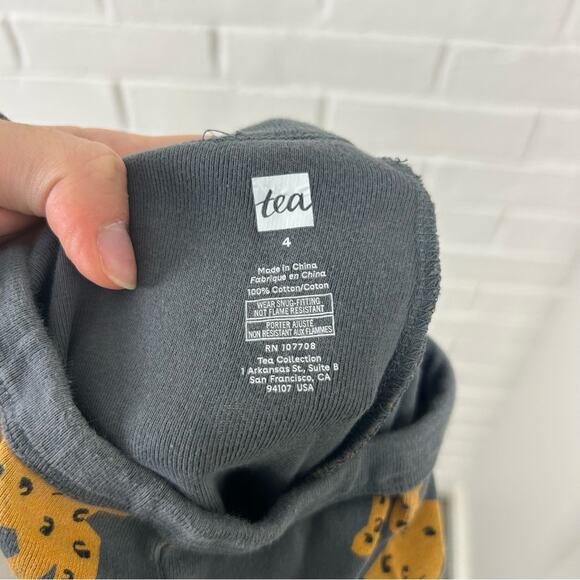 tea
4
Made in China
Fabriqué en China
100% Cotton/Coton
WEAR SNUG-FITTING
NOT FLAME RESISTANT
PORTER AJUSTÉ
NON RÉSISTANT AUX FLAMMES
RN 107708
Tea Collection
1 Arkansas St., Suite B
San Francisco, CA
94107 USA